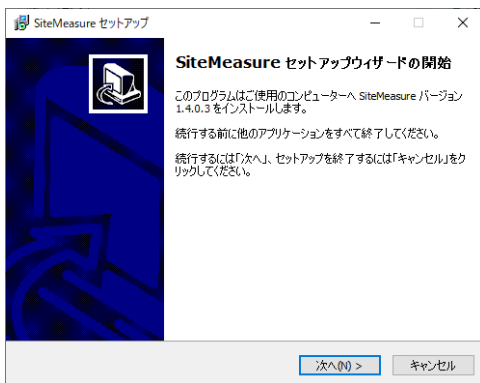 SiteMeasure セットアップ
SiteMeasure セットアップウィザードの開始
このプログラムはご使用のコンピューターへ SiteMeasure バージョン
1.4.0.3 をインストールします。
続行する前に他のアプリケーションをすべて終了してください。
続行するには「次へ」、セットアップを終了するには「キャンセル」をク
リックしてください。
次へ(N) >
キャンセル